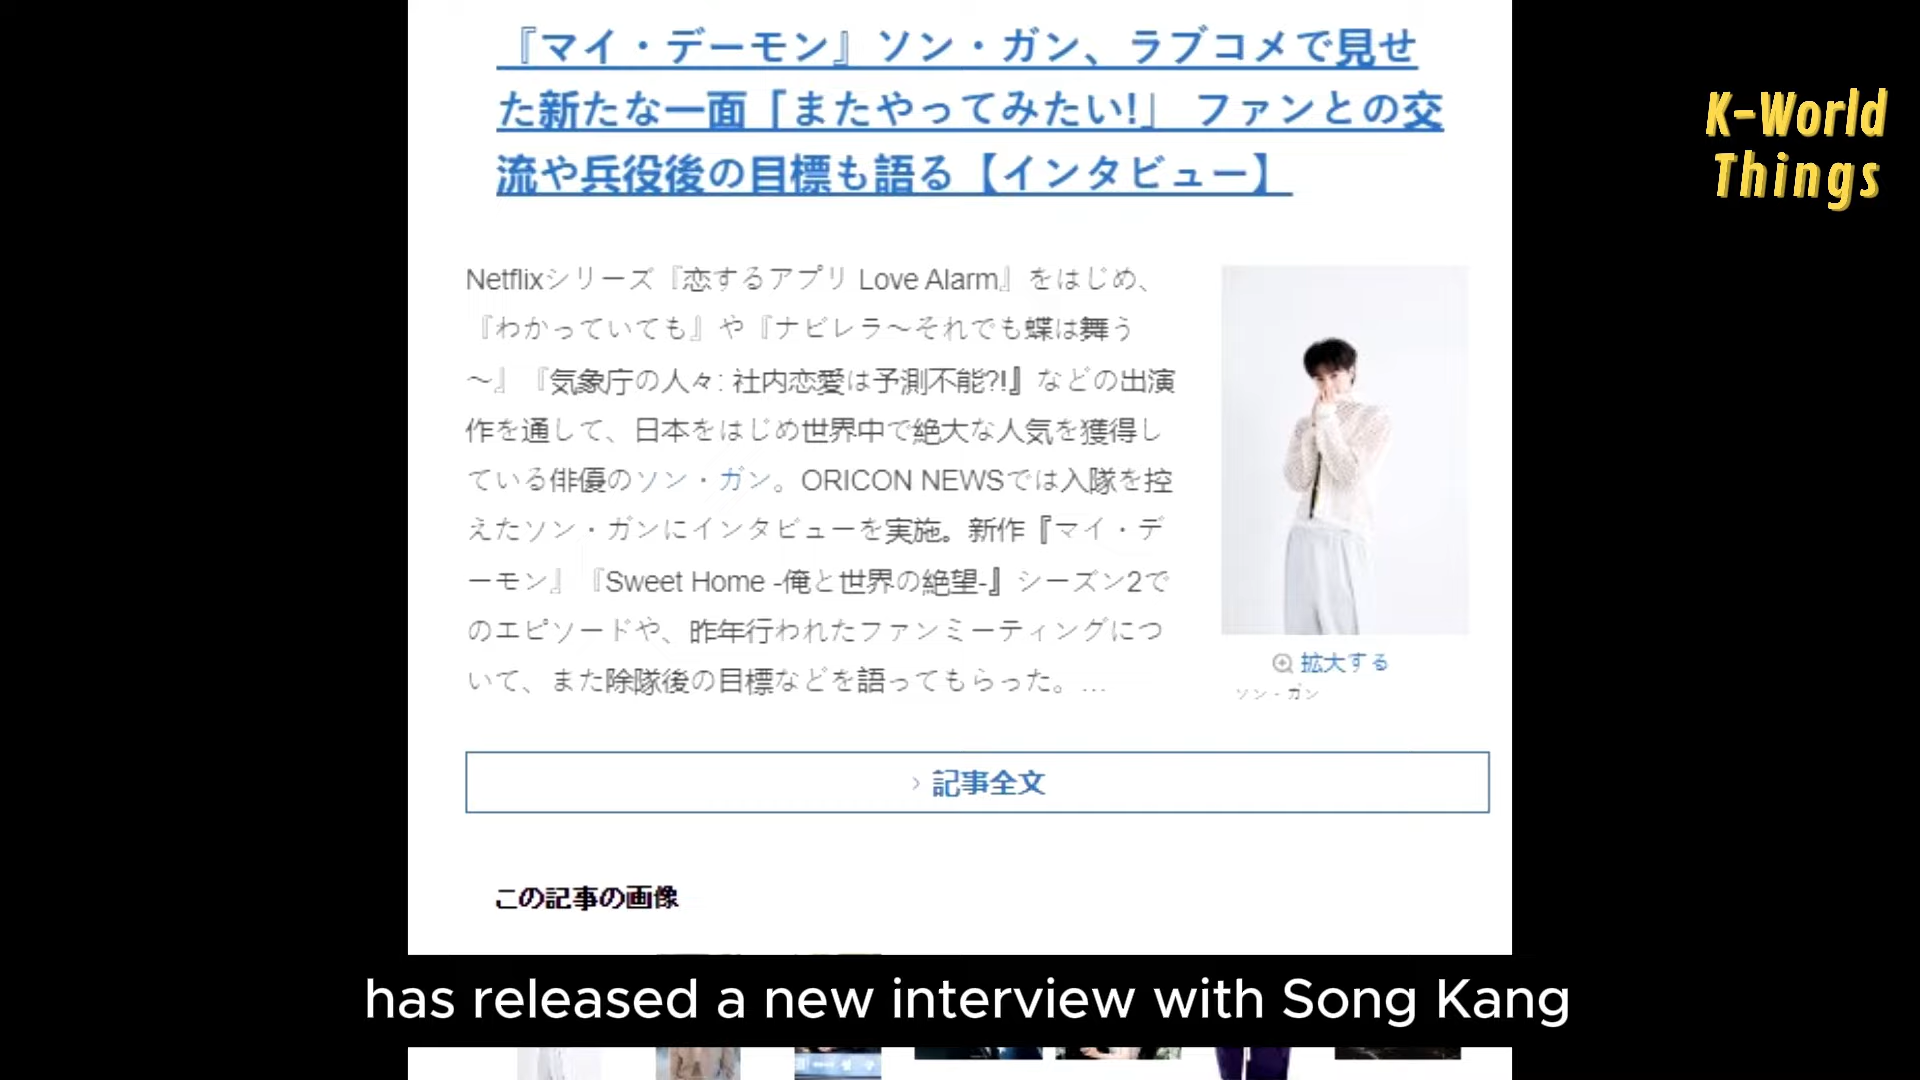 『マイ・デーモン』ソン・ガン、ラブコメで見せ
た新たな一面「またやってみたい!」 ファンとの交
流や兵役後の目標も語る【インタビュー】
K-World
Things
Netflixシリーズ『恋するアプリ Love Alarm』をはじめ、
『わかっていても』や『ナビレラ～それでも蝶は舞う
～』『気象庁の人々: 社内恋愛は予測不能?!』などの出演
作を通して、日本をはじめ世界中で絶大な人気を獲得し
ている俳優のソン・ガン。ORICON NEWSでは入隊を控
えたソン・ガンにインタビューを実施。新作『マイ・デ
ーモン』『Sweet Home -俺と世界の絶望-』シーズン2で
のエピソードや、昨年行われたファンミーティングにつ
いて、また除隊後の目標などを語ってもらった。…
拡大する
ソン・ガン
記事全文
この記事の画像
has released a new interview with Song Kang